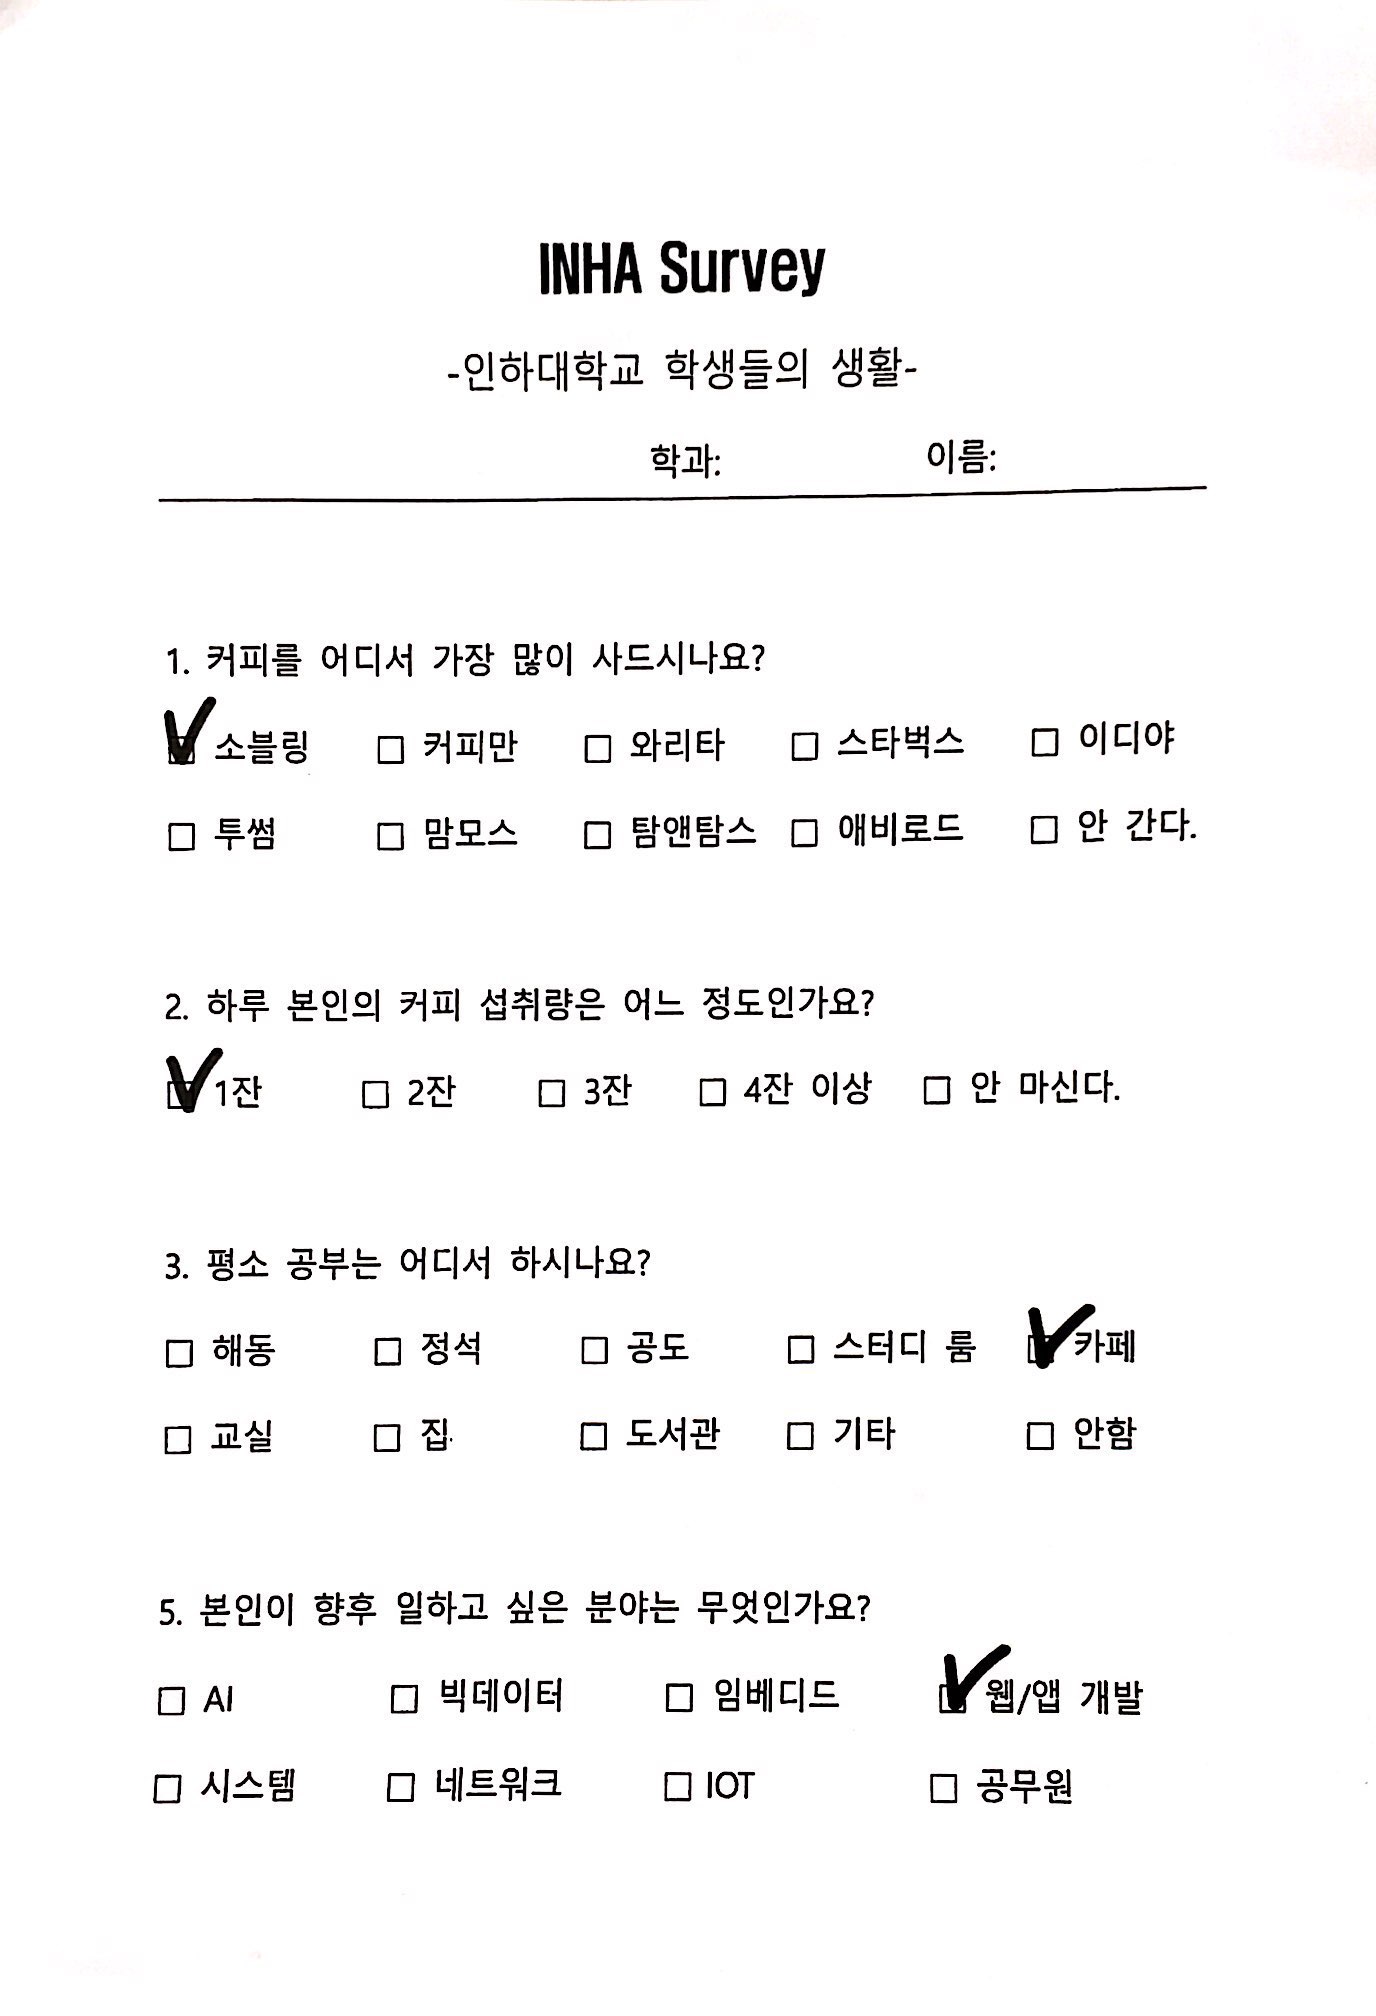 INHA Survey
-인하대학교 학생들의 생활-
학과: 이름:
1. 커피를 어디서 가장 많이 사드시나요?
☑ 소블링 ☐ 커피만 ☐ 와리타 ☐ 스타벅스 ☐ 이디야
☐ 투썸 ☐ 맘모스 ☐ 탐앤탐스 ☐ 애비로드 ☐ 안 간다.
2. 하루 본인의 커피 섭취량은 어느 정도인가요?
☑ 1잔 ☐ 2잔 ☐ 3잔 ☐ 4잔 이상 ☐ 안 마신다.
3. 평소 공부는 어디서 하시나요?
☐ 해동 ☐ 정석 ☐ 공도 ☐ 스터디 룸 ☑ 카페
☐ 교실 ☐ 집 ☐ 도서관 ☐ 기타 ☐ 안함
5. 본인이 향후 일하고 싶은 분야는 무엇인가요?
☐ AI ☐ 빅데이터 ☐ 임베디드 ☑ 웹/앱 개발
☐ 시스템 ☐ 네트워크 ☐ IOT ☐ 공무원